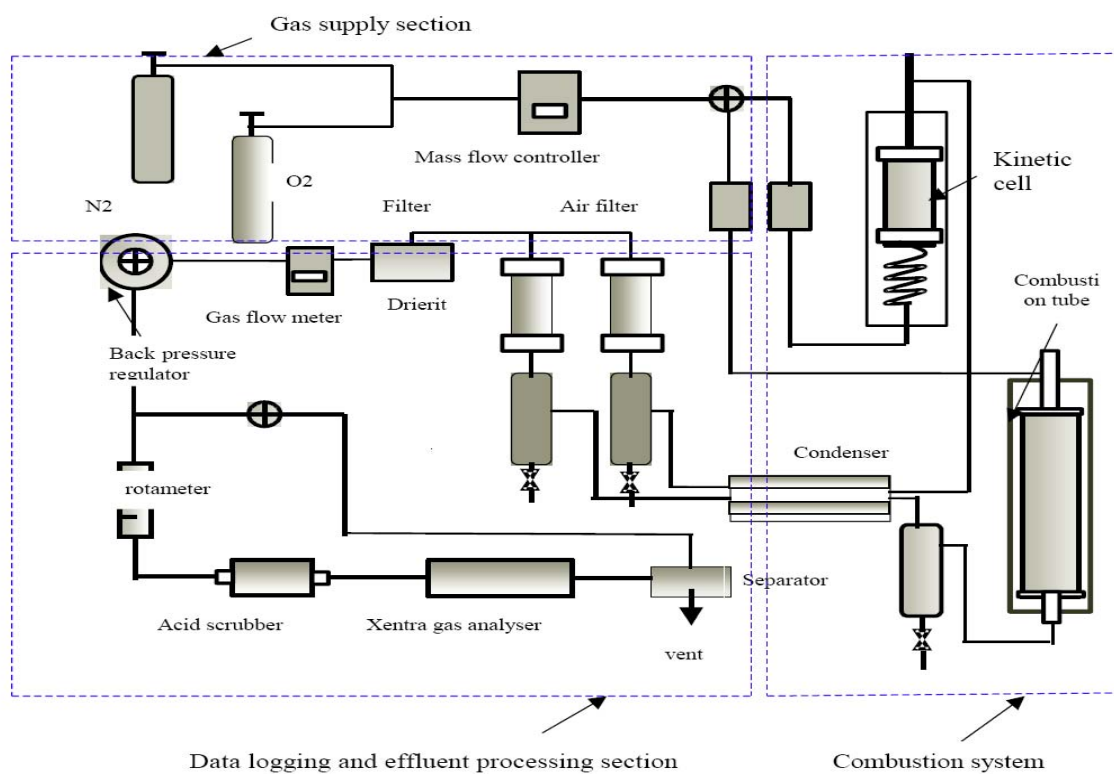 Gas supply section
Mass flow controller
O2
N2
Filter
Air filter
Kinetic
cell
Gas flow meter
Drierit
Combusti
on tube
Back pressure
regulator
Condenser
rotameter
Separator
Acid scrubber
Xentra gas analyser
vent
Data logging and effluent processing section
Combustion system